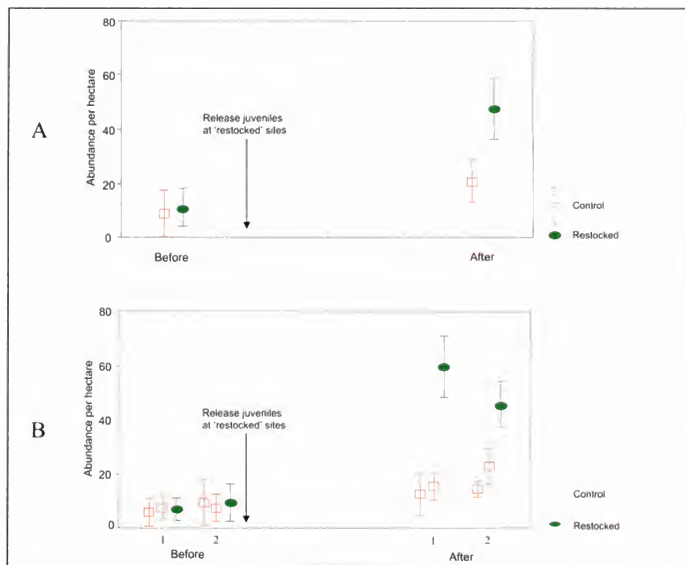 A
Abundance per hectare
80
60
40
20
0
Release juveniles
at 'restocked' sites
Before
After
Control
Restocked
B
Abundance per hectare
80
60
40
20
0
Release juveniles
at 'restocked' sites
1
2
1
2
Before
After
Control
Restocked